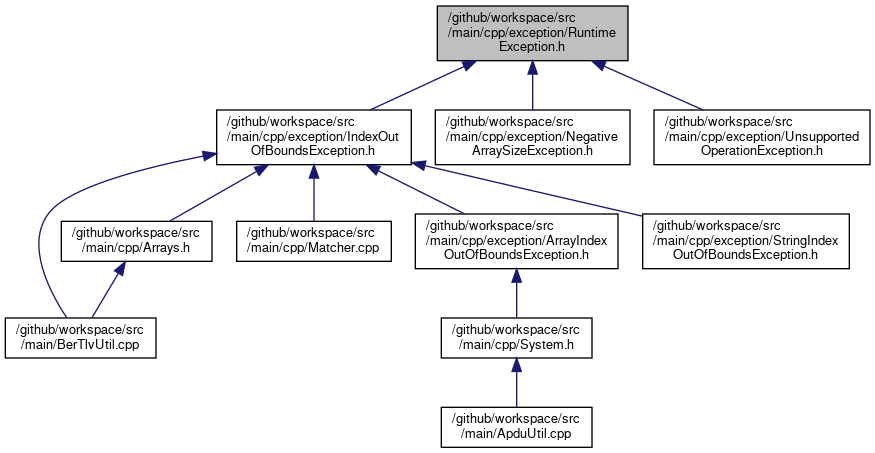 /github/workspace/src
/main/cpp/exception/Runtime
Exception.h
/github/workspace/src
/main/cpp/exception/IndexOut
OfBoundsException.h
/github/workspace/src
/main/cpp/exception/Negative
ArraySizeException.h
/github/workspace/src
/main/cpp/exception/Unsupported
OperationException.h
/github/workspace/src
/main/cpp/Arrays.h
/github/workspace/src
/main/cpp/Matcher.cpp
/github/workspace/src
/main/cpp/exception/ArrayIndex
OutOfBoundsException.h
/github/workspace/src
/main/cpp/exception/StringIndex
OutOfBoundsException.h
/github/workspace/src
/main/BerTlvUtil.cpp
/github/workspace/src
/main/cpp/System.h
/github/workspace/src
/main/ApduUtil.cpp